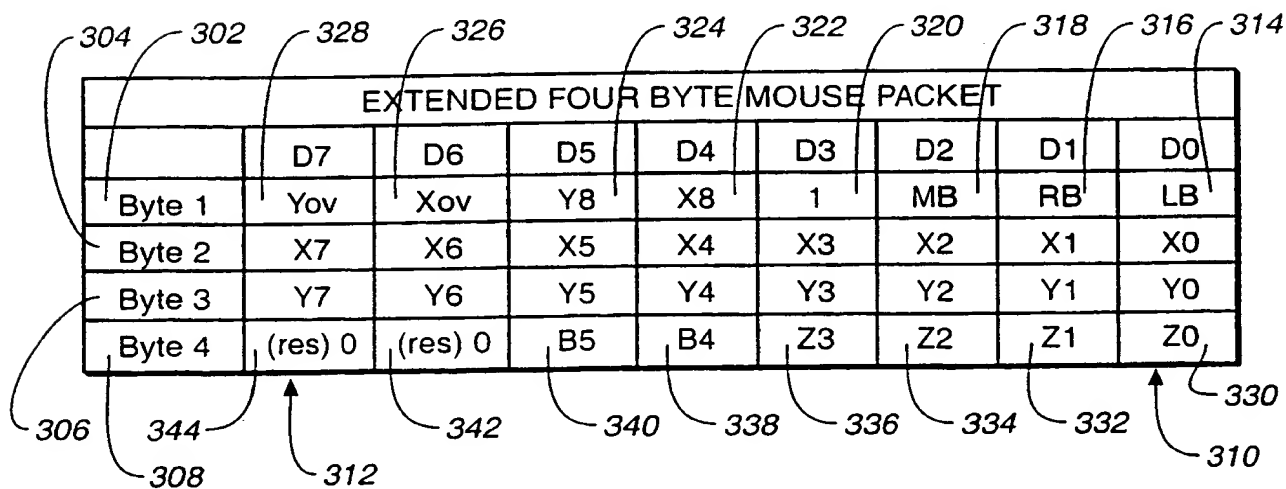 304 302 328 326 324 322 320 318 316 314
EXTENDED FOUR BYTE MOUSE PACKET
D7 D6 D5 D4 D3 D2 D1 D0
Byte 1 Yov Xov Y8 X8 1 MB RB LB
Byte 2 X7 X6 X5 X4 X3 X2 X1 X0
Byte 3 Y7 Y6 Y5 Y4 Y3 Y2 Y1 Y0
Byte 4 (res) 0 (res) 0 B5 B4 Z3 Z2 Z1 Z0
306 344 342 340 338 336 334 332 330
308 312 310